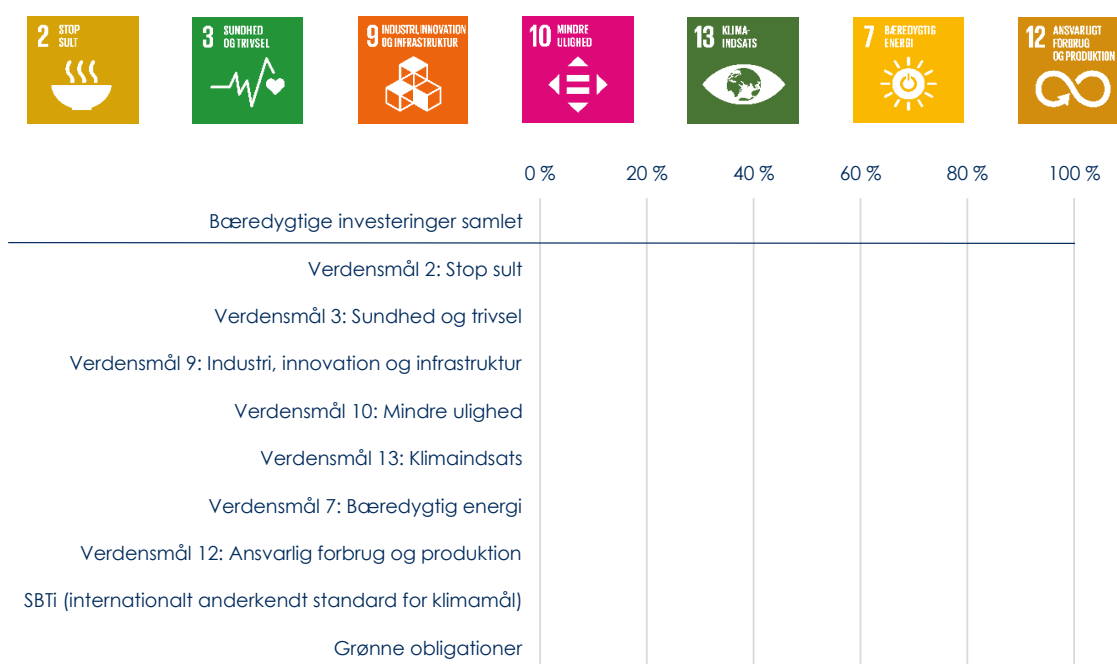 2 STOP
SULT
3 SUNDHED
OG TRIVSEL
9 INDUSTRI, INNOVATION
OG INFRASTRUKTUR
10 MINDRE
ULIGHED
13 KLIMA-
INDSATS
7 BÆREDYGTIG
ENERGI
12 ANSVARLIGT
FORBRUG
OG PRODUKTION
0 % 20 % 40 % 60 % 80 % 100 %
Bæredygtige investeringer samlet
Verdensmål 2: Stop sult
Verdensmål 3: Sundhed og trivsel
Verdensmål 9: Industri, innovation og infrastruktur
Verdensmål 10: Mindre ulighed
Verdensmål 13: Klimaindsats
Verdensmål 7: Bæredygtig energi
Verdensmål 12: Ansvarlig forbrug og produktion
SBTi (internationalt anderkendt standard for klimamål)
Grønne obligationer